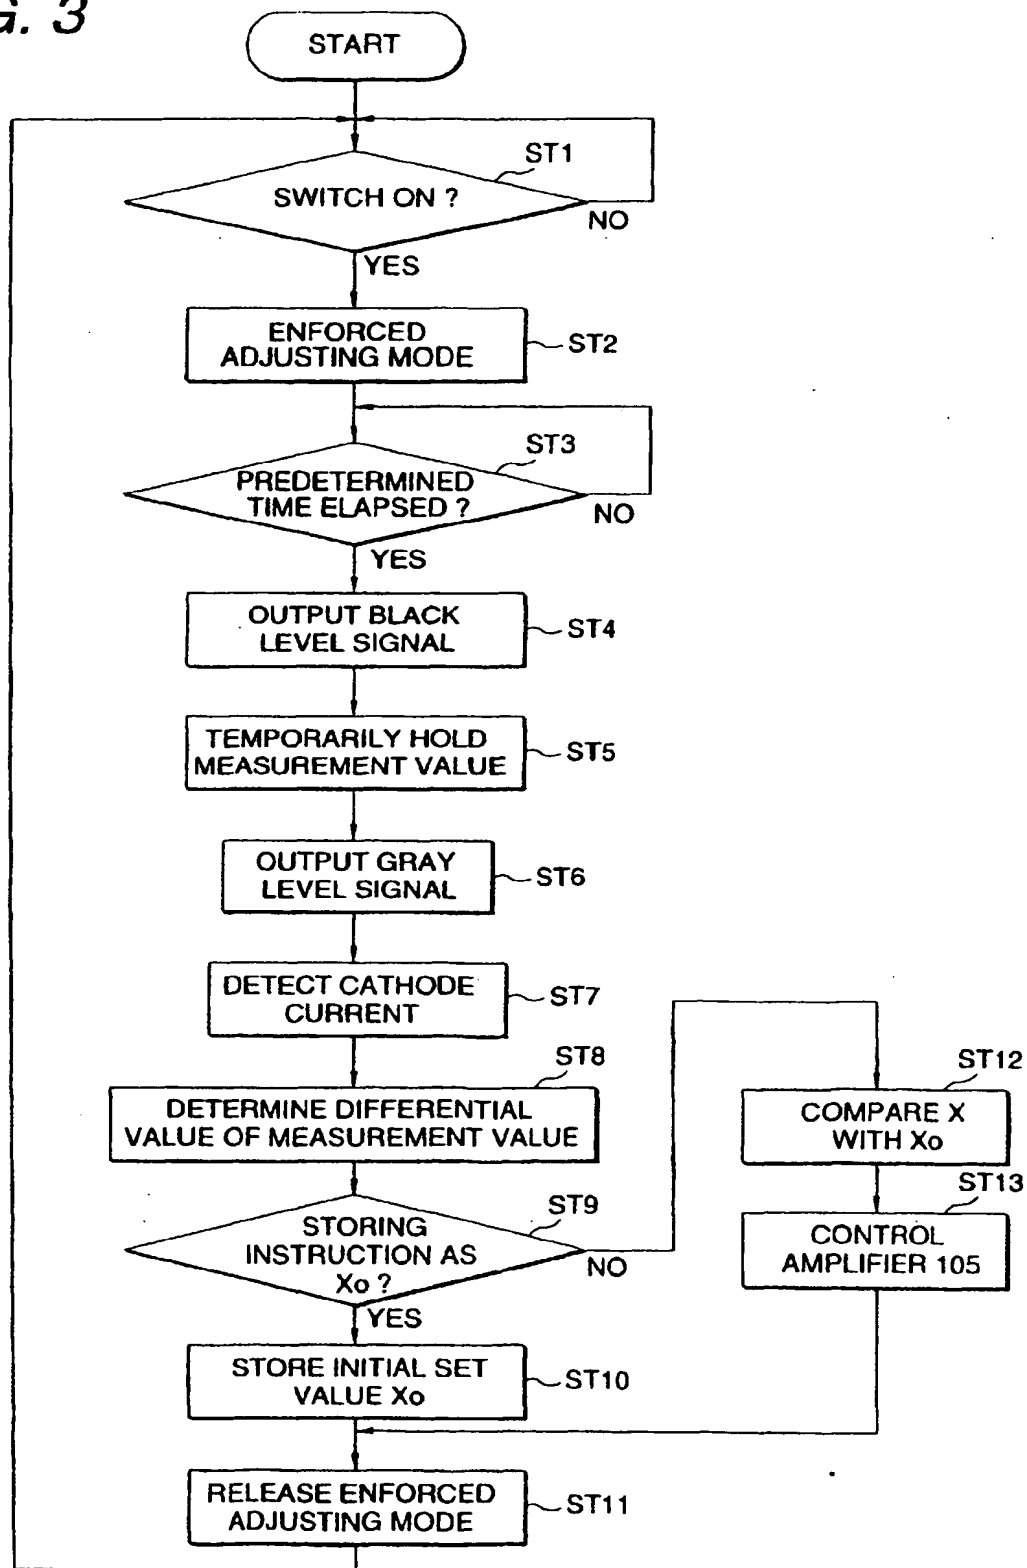 G. 3
START
ST1
SWITCH ON ?
NO
YES
ENFORCED
ADJUSTING MODE
ST2
ST3
PREDETERMINED
TIME ELAPSED ?
NO
YES
OUTPUT BLACK
LEVEL SIGNAL
ST4
TEMPORARILY HOLD
MEASUREMENT VALUE
ST5
OUTPUT GRAY
LEVEL SIGNAL
ST6
DETECT CATHODE
CURRENT
ST7
ST8
DETERMINE DIFFERENTIAL
VALUE OF MEASUREMENT VALUE
ST9
STORING
INSTRUCTION AS
Xo ?
NO
YES
ST12
COMPARE X
WITH Xo
ST13
CONTROL
AMPLIFIER 105
STORE INITIAL SET
VALUE Xo
ST10
RELEASE ENFORCED
ADJUSTING MODE
ST11